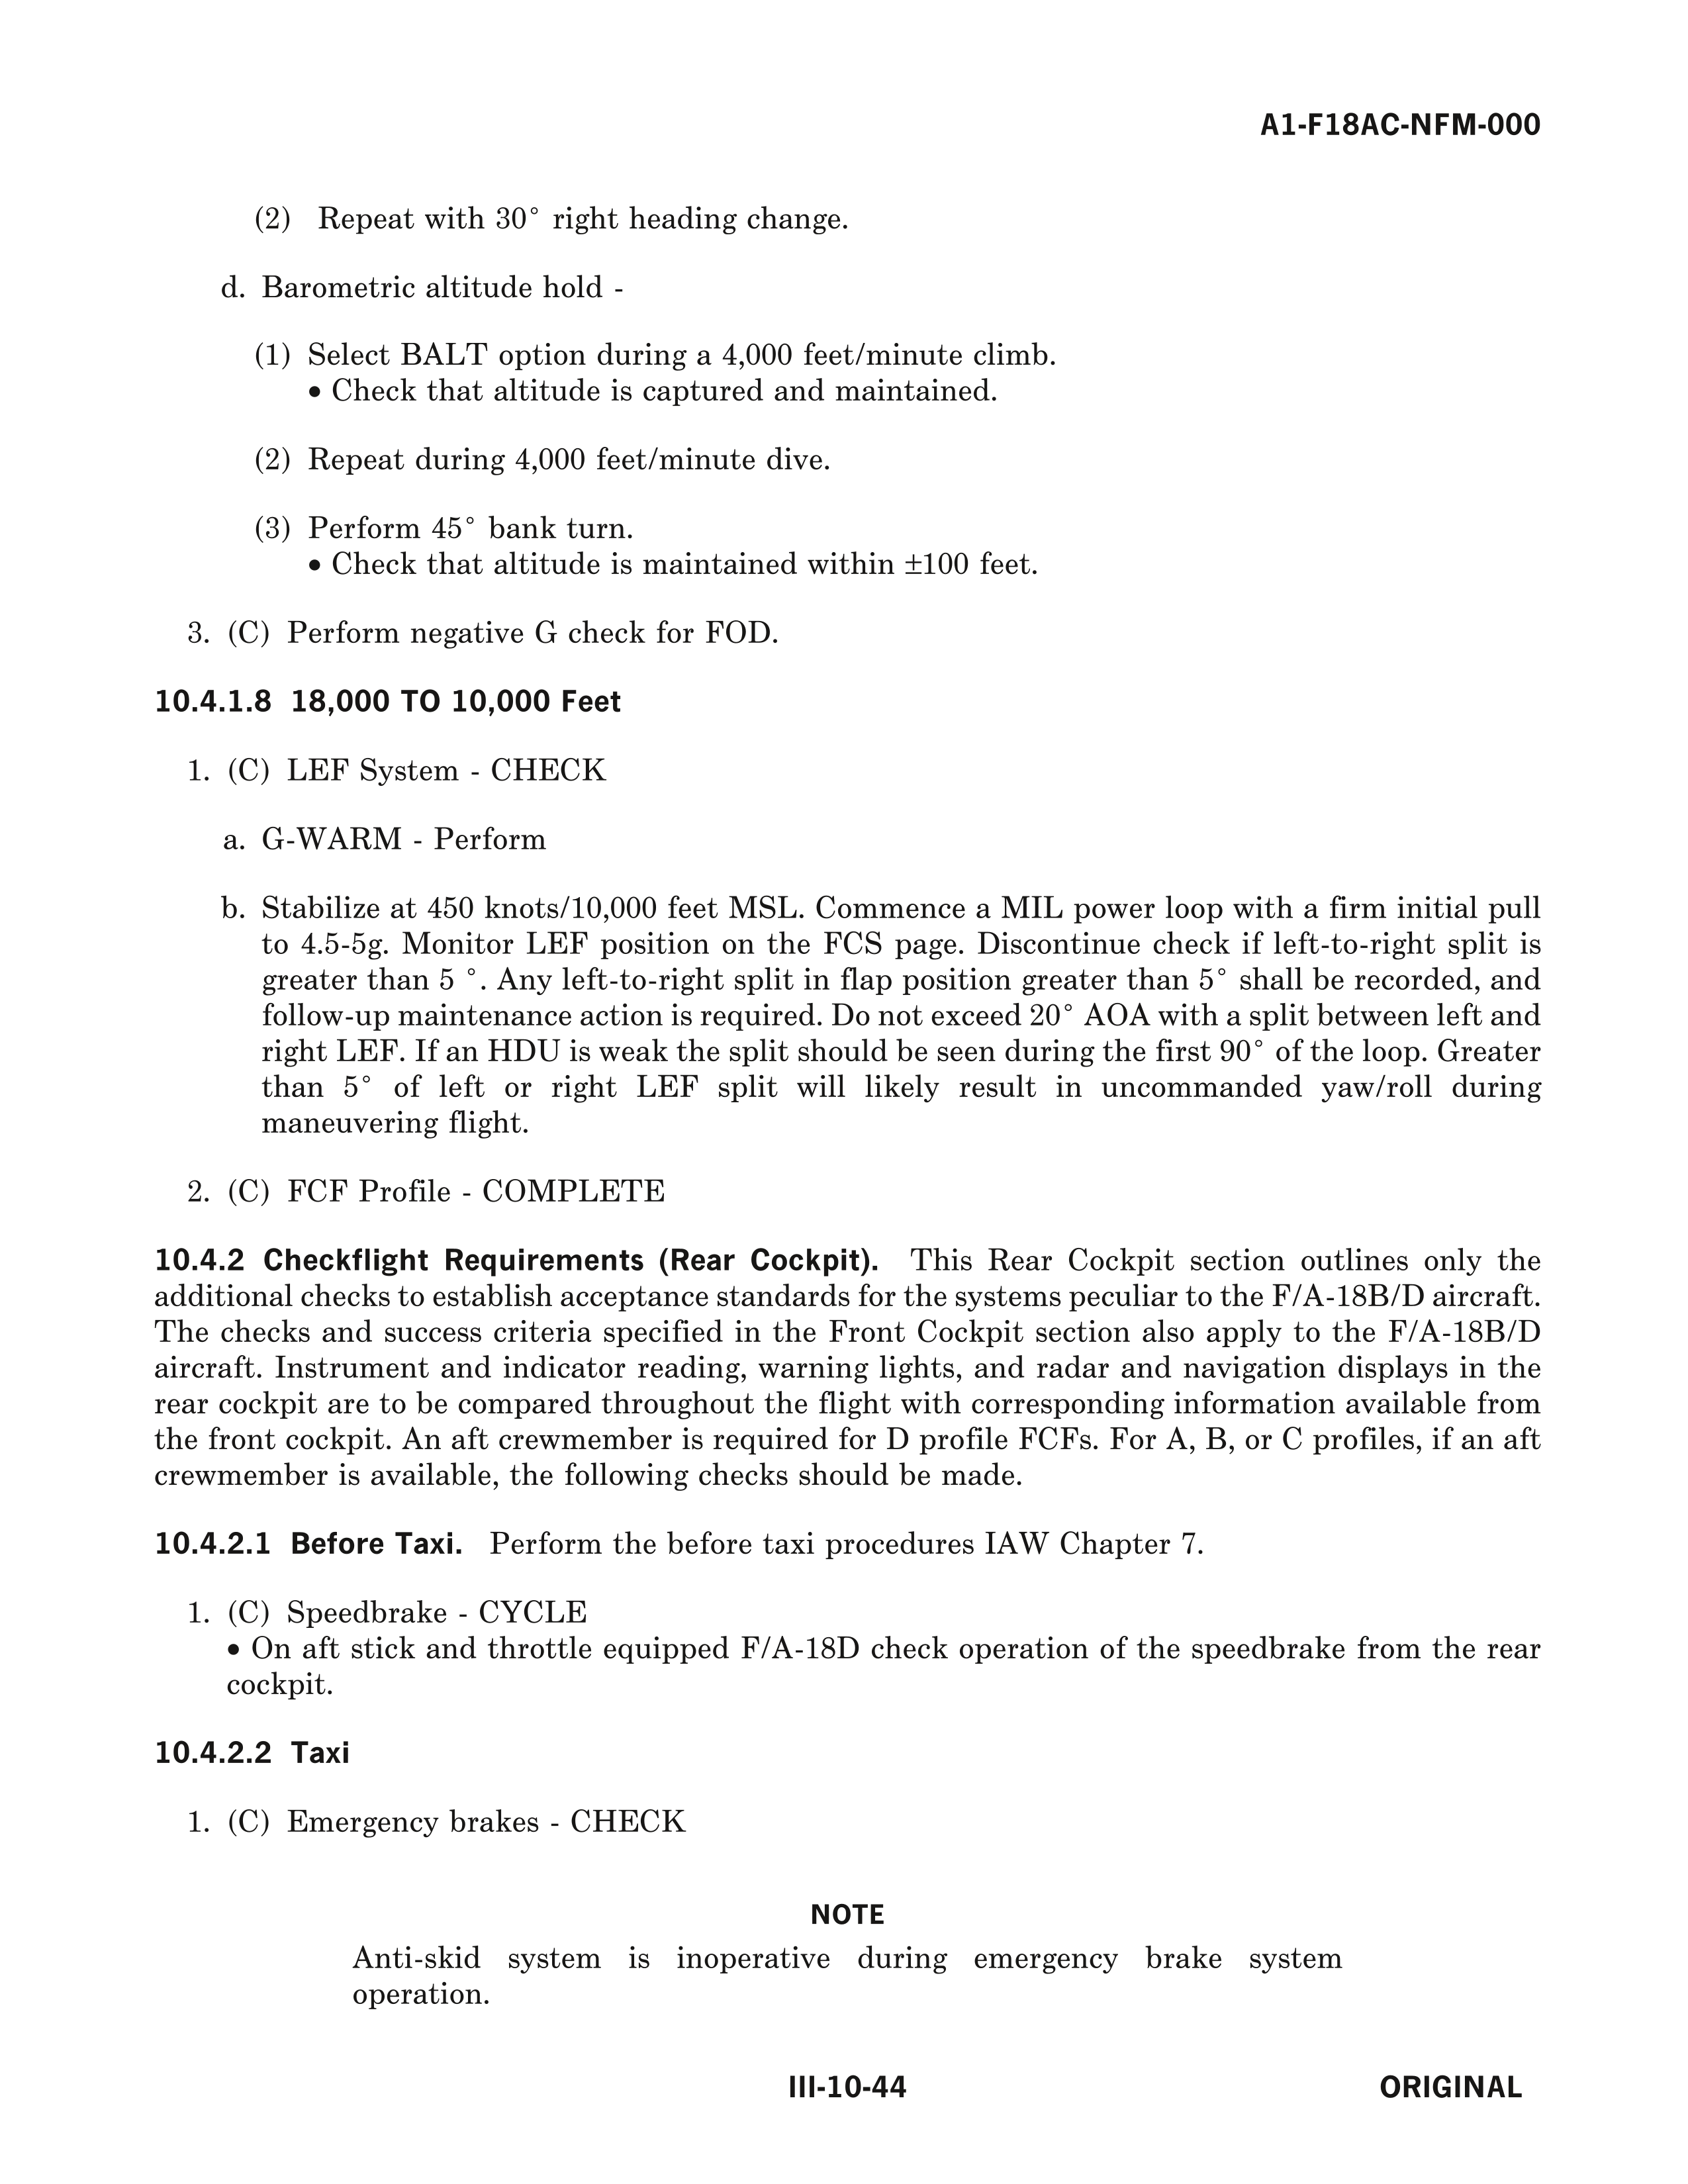 A1-F18AC-NFM-000
(2) Repeat with 30° right heading change.
d. Barometric altitude hold -
(1) Select BALT option during a 4,000 feet/minute climb.
• Check that altitude is captured and maintained.
(2) Repeat during 4,000 feet/minute dive.
(3) Perform 45° bank turn.
• Check that altitude is maintained within ±100 feet.
3. (C) Perform negative G check for FOD.
10.4.1.8 18,000 TO 10,000 Feet
1. (C) LEF System - CHECK
a. G-WARM - Perform
b. Stabilize at 450 knots/10,000 feet MSL. Commence a MIL power loop with a firm initial pull
to 4.5-5g. Monitor LEF position on the FCS page. Discontinue check if left-to-right split is
greater than 5 °. Any left-to-right split in flap position greater than 5° shall be recorded, and
follow-up maintenance action is required. Do not exceed 20° AOA with a split between left and
right LEF. If an HDU is weak the split should be seen during the first 90° of the loop. Greater
than 5° of left or right LEF split will likely result in uncommanded yaw/roll during
maneuvering flight.
2. (C) FCF Profile - COMPLETE
10.4.2 Checkflight Requirements (Rear Cockpit). This Rear Cockpit section outlines only the
additional checks to establish acceptance standards for the systems peculiar to the F/A-18B/D aircraft.
The checks and success criteria specified in the Front Cockpit section also apply to the F/A-18B/D
aircraft. Instrument and indicator reading, warning lights, and radar and navigation displays in the
rear cockpit are to be compared throughout the flight with corresponding information available from
the front cockpit. An aft crewmember is required for D profile FCFs. For A, B, or C profiles, if an aft
crewmember is available, the following checks should be made.
10.4.2.1 Before Taxi. Perform the before taxi procedures IAW Chapter 7.
1. (C) Speedbrake - CYCLE
• On aft stick and throttle equipped F/A-18D check operation of the speedbrake from the rear
cockpit.
10.4.2.2 Taxi
1. (C) Emergency brakes - CHECK
NOTE
Anti-skid system is inoperative during emergency brake system
operation.
III-10-44
ORIGINAL